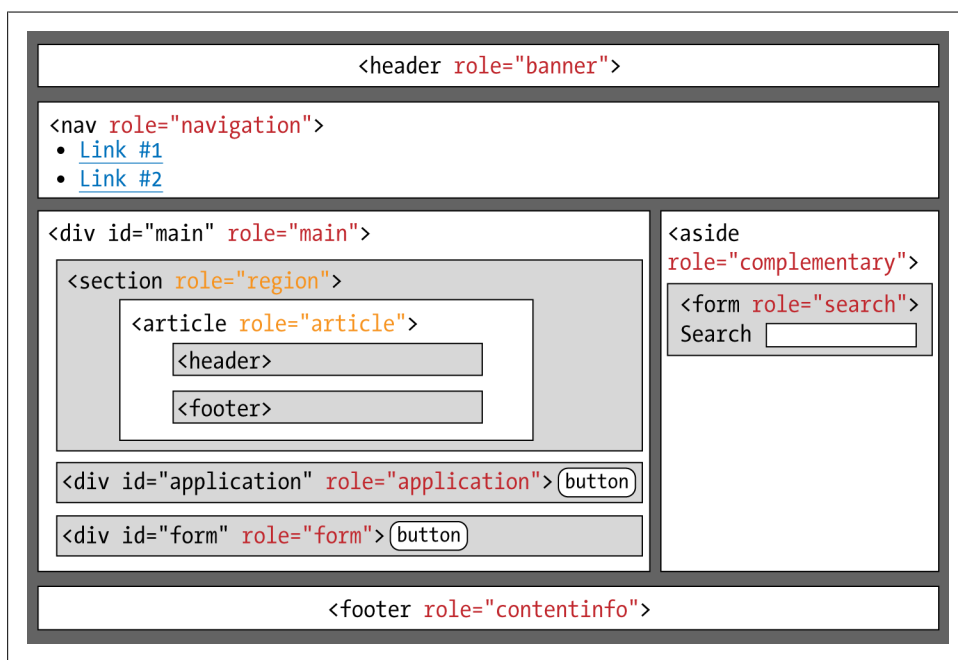 <header role="banner">
<nav role="navigation">
• Link #1
• Link #2
<div id="main" role="main">
<section role="region">
<article role="article">
<header>
<footer>
<div id="application" role="application"> button
<div id="form" role="form"> button
<aside
role="complementary">
<form role="search">
Search
<footer role="contentinfo">